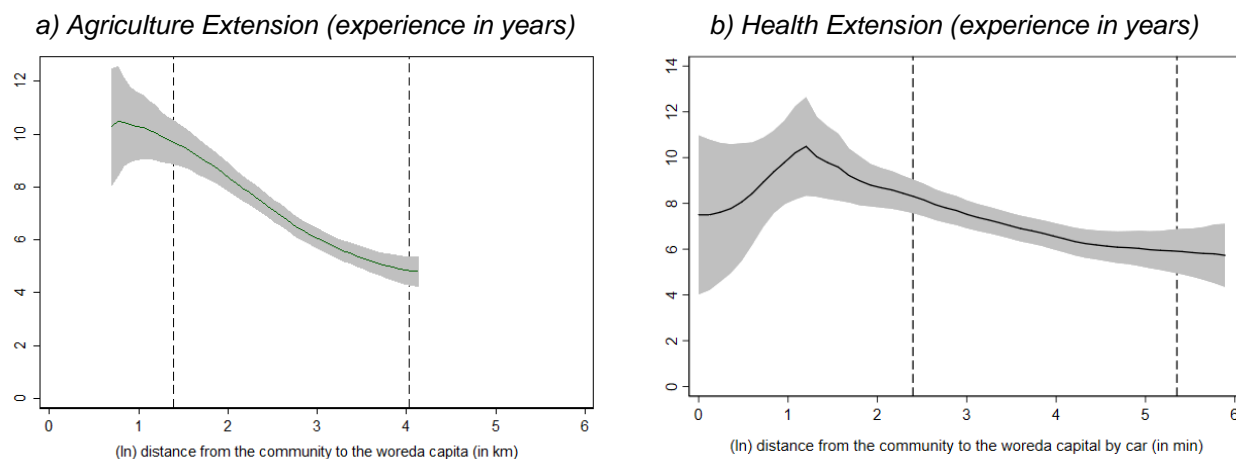 a) Agriculture Extension (experience in years)
12
10
8
6
4
2
0
0 1 2 3 4 5 6
(ln) distance from the community to the woreda capita (in km)
b) Health Extension (experience in years)
14
12
10
8
6
4
2
0
0 1 2 3 4 5 6
(ln) distance from the community to the woreda capital by car (in min)